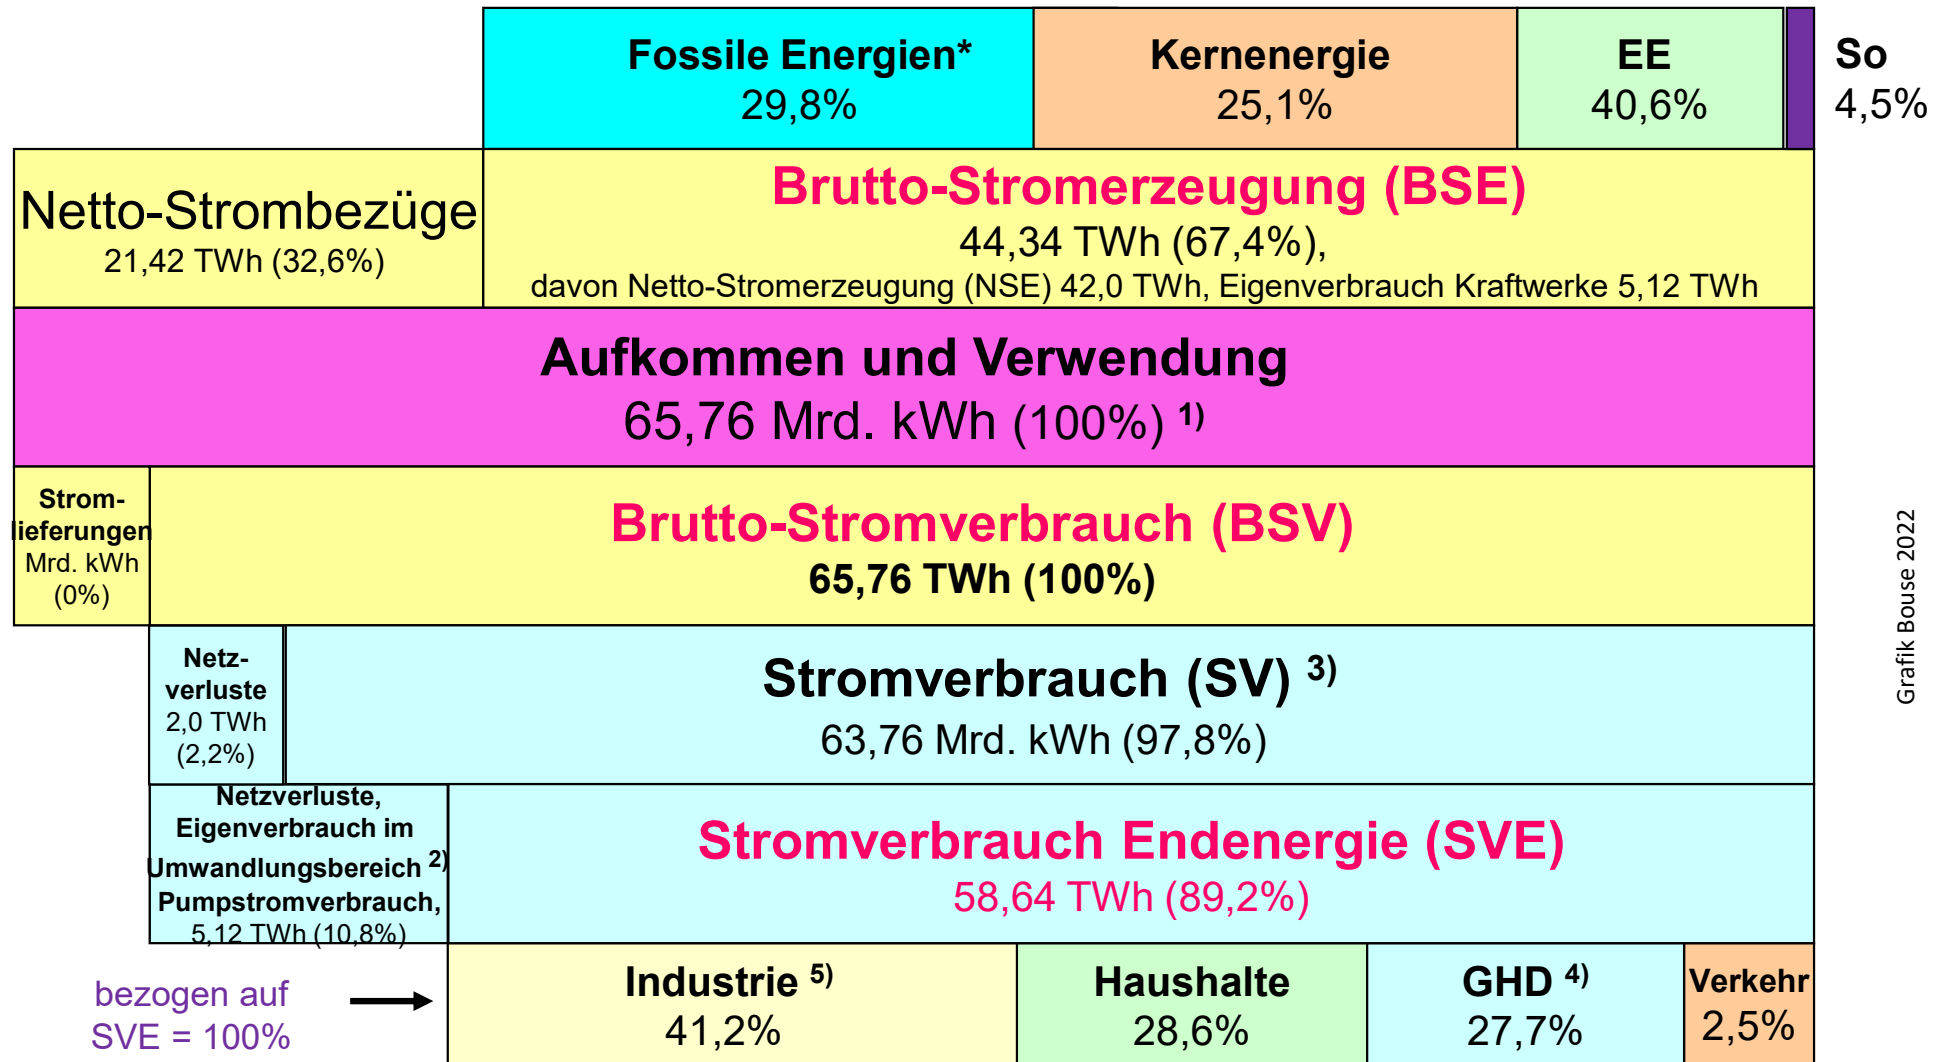 Fossile Energien*
29,8%
Kernenergie
25,1%
EE
40,6%
So
4,5%
Netto-Strombezüge
21,42 TWh (32,6%)
Brutto-Stromerzeugung (BSE)
44,34 TWh (67,4%),
davon Netto-Stromerzeugung (NSE) 42,0 TWh, Eigenverbrauch Kraftwerke 5,12 TWh
Aufkommen und Verwendung
65,76 Mrd. kWh (100%) 1)
Strom-
lieferungen
Mrd. kWh
(0%)
Brutto-Stromverbrauch (BSV)
65,76 TWh (100%)
Netz-
verluste
2,0 TWh
(2,2%)
Stromverbrauch (SV) 3)
63,76 Mrd. kWh (97,8%)
Netzverluste,
Eigenverbrauch im
Umwandlungsbereich 2)
Pumpstromverbrauch,
5,12 TWh (10,8%)
Stromverbrauch Endenergie (SVE)
58,64 TWh (89,2%)
bezogen auf
SVE = 100%
Industrie 5)
41,2%
Haushalte
28,6%
GHD 4)
27,7%
Verkehr
2,5%
Grafik Bouse 2022